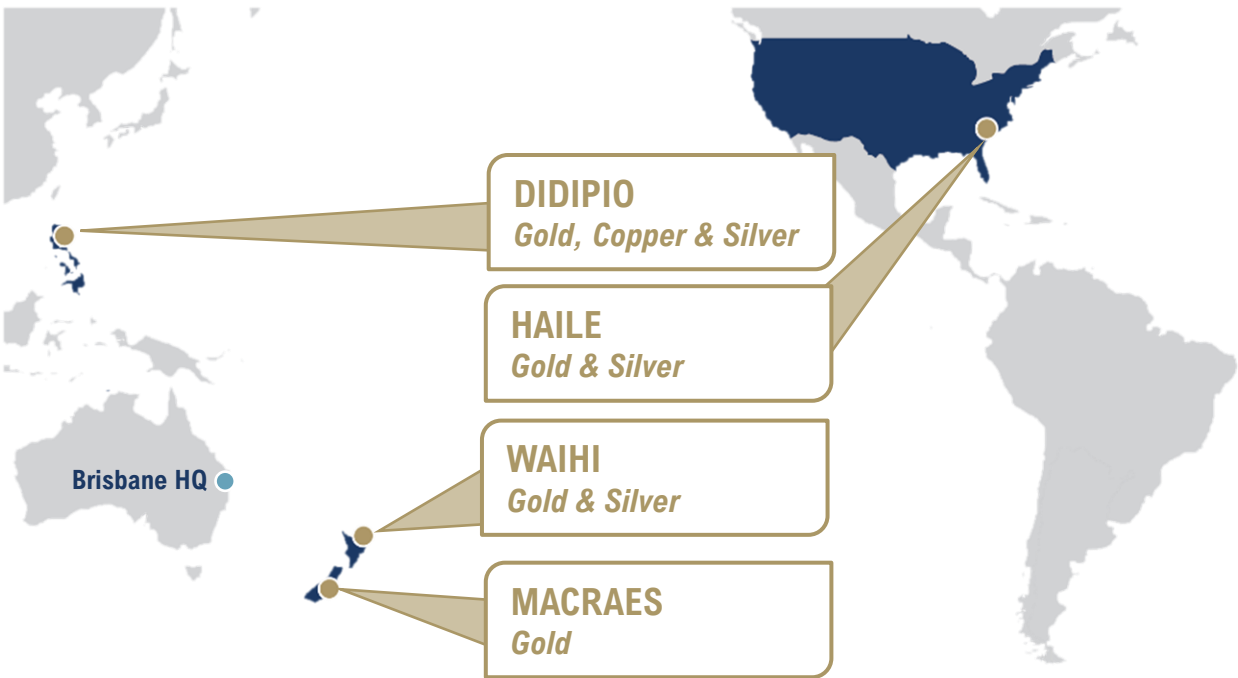 DIDIPIO
Gold, Copper & Silver
HAILE
Gold & Silver
Brisbane HQ
WAIHI
Gold & Silver
MACRAES
Gold